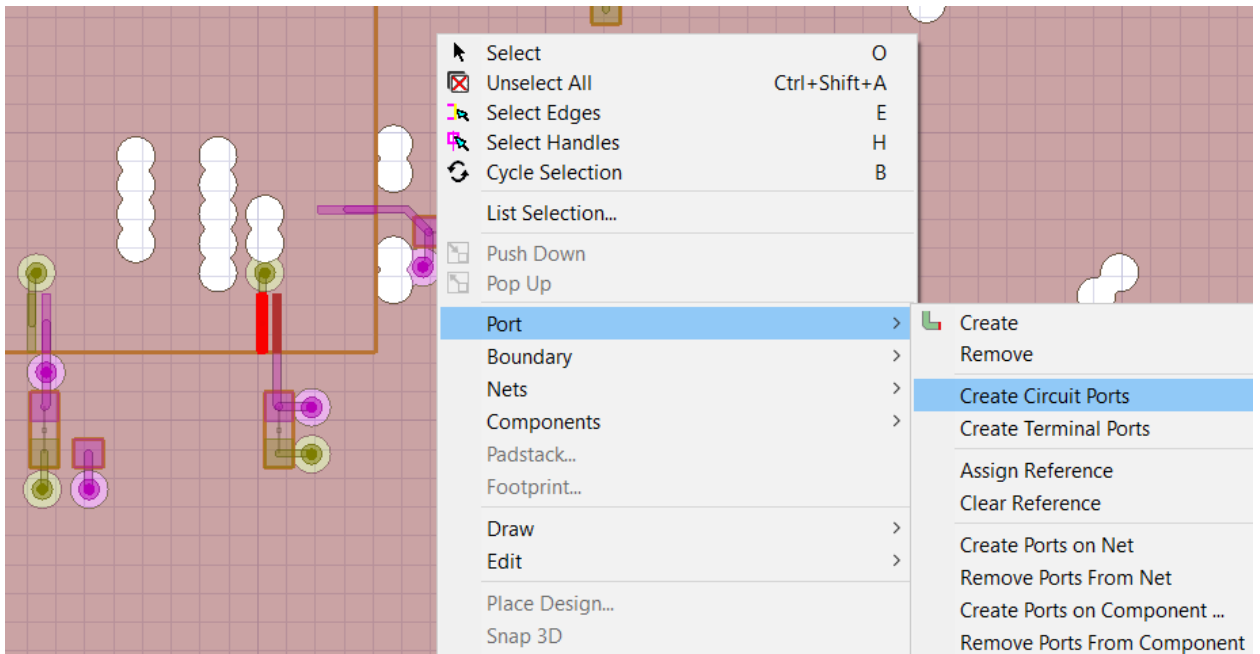 Select O
Unselect All Ctrl+Shift+A
Select Edges E
Select Handles H
Cycle Selection B
List Selection...
Push Down
Pop Up
Port
Boundary
Nets
Components
Padstack...
Footprint...
Draw
Edit
Place Design...
Snap 3D
Create
Remove
Create Circuit Ports
Create Terminal Ports
Assign Reference
Clear Reference
Create Ports on Net
Remove Ports From Net
Create Ports on Component ...
Remove Ports From Component